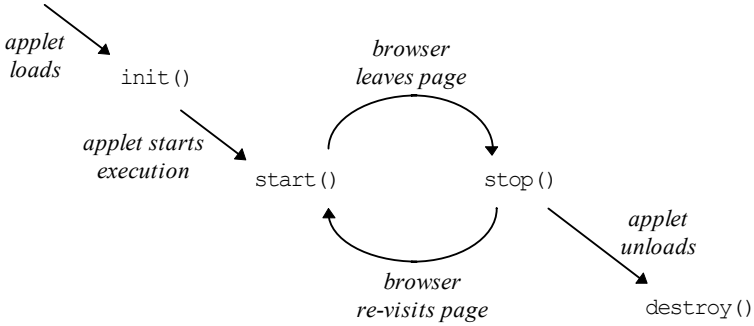 applet
loads
init()
browser
leaves page
applet starts
execution
start()
stop()
applet
unloads
browser
re-visits page
destroy()